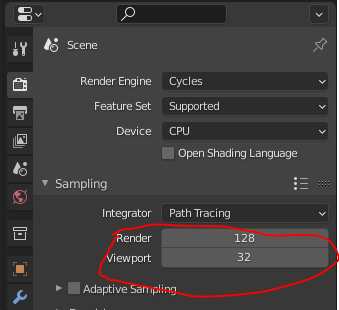 Scene
Render Engine Cycles
Feature Set Supported
Device CPU
Open Shading Language
Sampling
Integrator Path Tracing
Render 128
Viewport 32
Adaptive Sampling